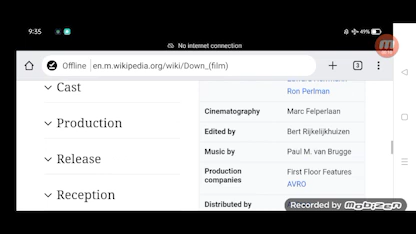 9:35
49%
No internet connection
Offline
en.m.wikipedia.org/wiki/Down_(film)
3
Cast
Production
Release
Reception
Ron Perlman
Cinematography Marc Felperlaan
Edited by Bert Rijkelijkhuizen
Music by Paul M. van Brugge
Production companies First Floor Features
AVRO
Distributed by
Recorded by Mobizen